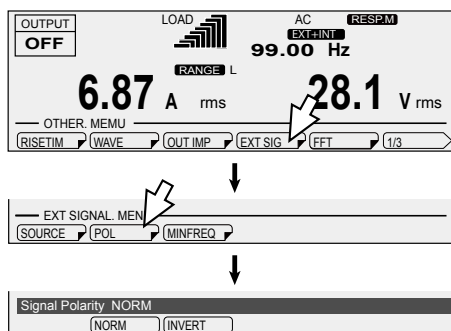 OUTPUT LOAD AC RESP.M
OFF EXT+INT
99.00 Hz
RANGE L
6.87 A rms 28.1 V rms
OTHER. MEMU
RISETIM WAVE OUT IMP EXT SIG FFT 1/3
EXT SIGNAL. MEN
SOURCE POL MINFREQ
Signal Polarity NORM
NORM INVERT